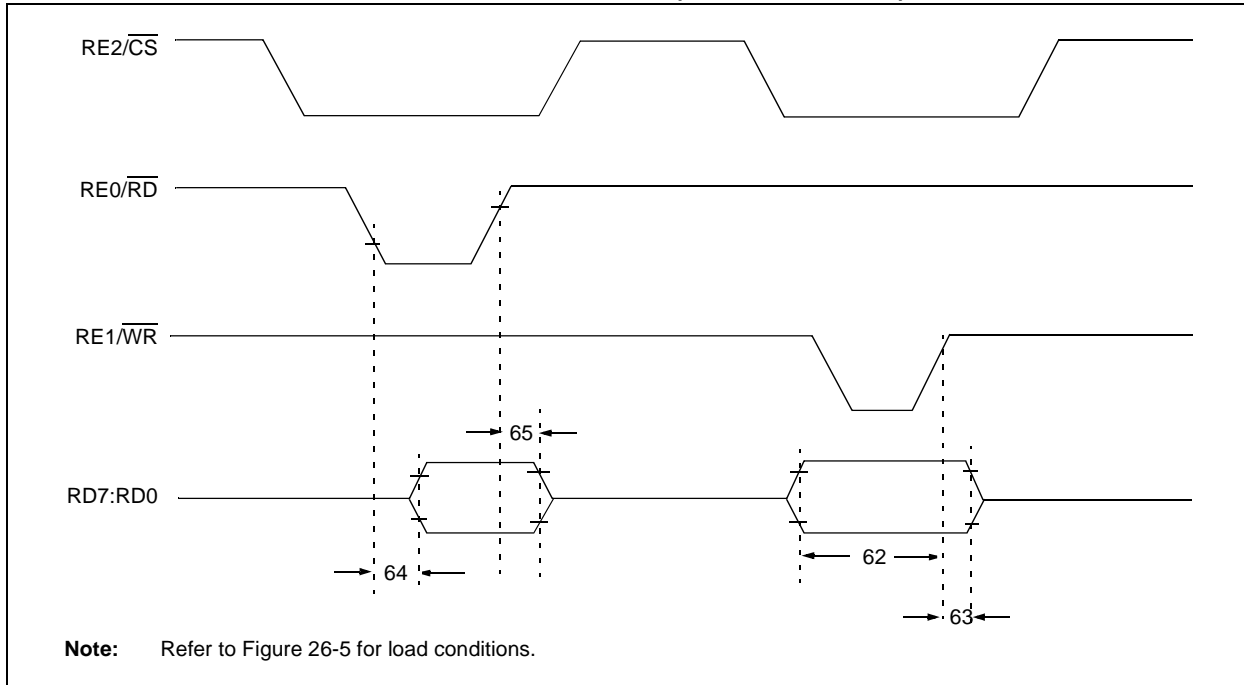 RE2/CS
RE0/RD
RE1/WR
65
RD7:RD0
62
64
63
Note: Refer to Figure 26-5 for load conditions.